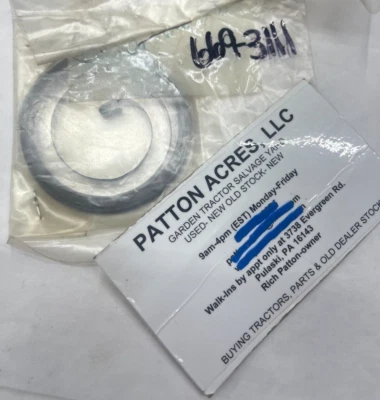 669-3111
PATTON ACRES, LLC
GARDEN TRACTOR SALVAGE YARD
USED- NEW OLD STOCK- NEW
9am-4pm (EST) Monday-Friday
Walk-ins by appt only at 3738 Evergreen Rd.
Pulaski, PA 16143
Rich Patton-owner
BUYING TRACTORS, PARTS & OLD DEALER STOCK